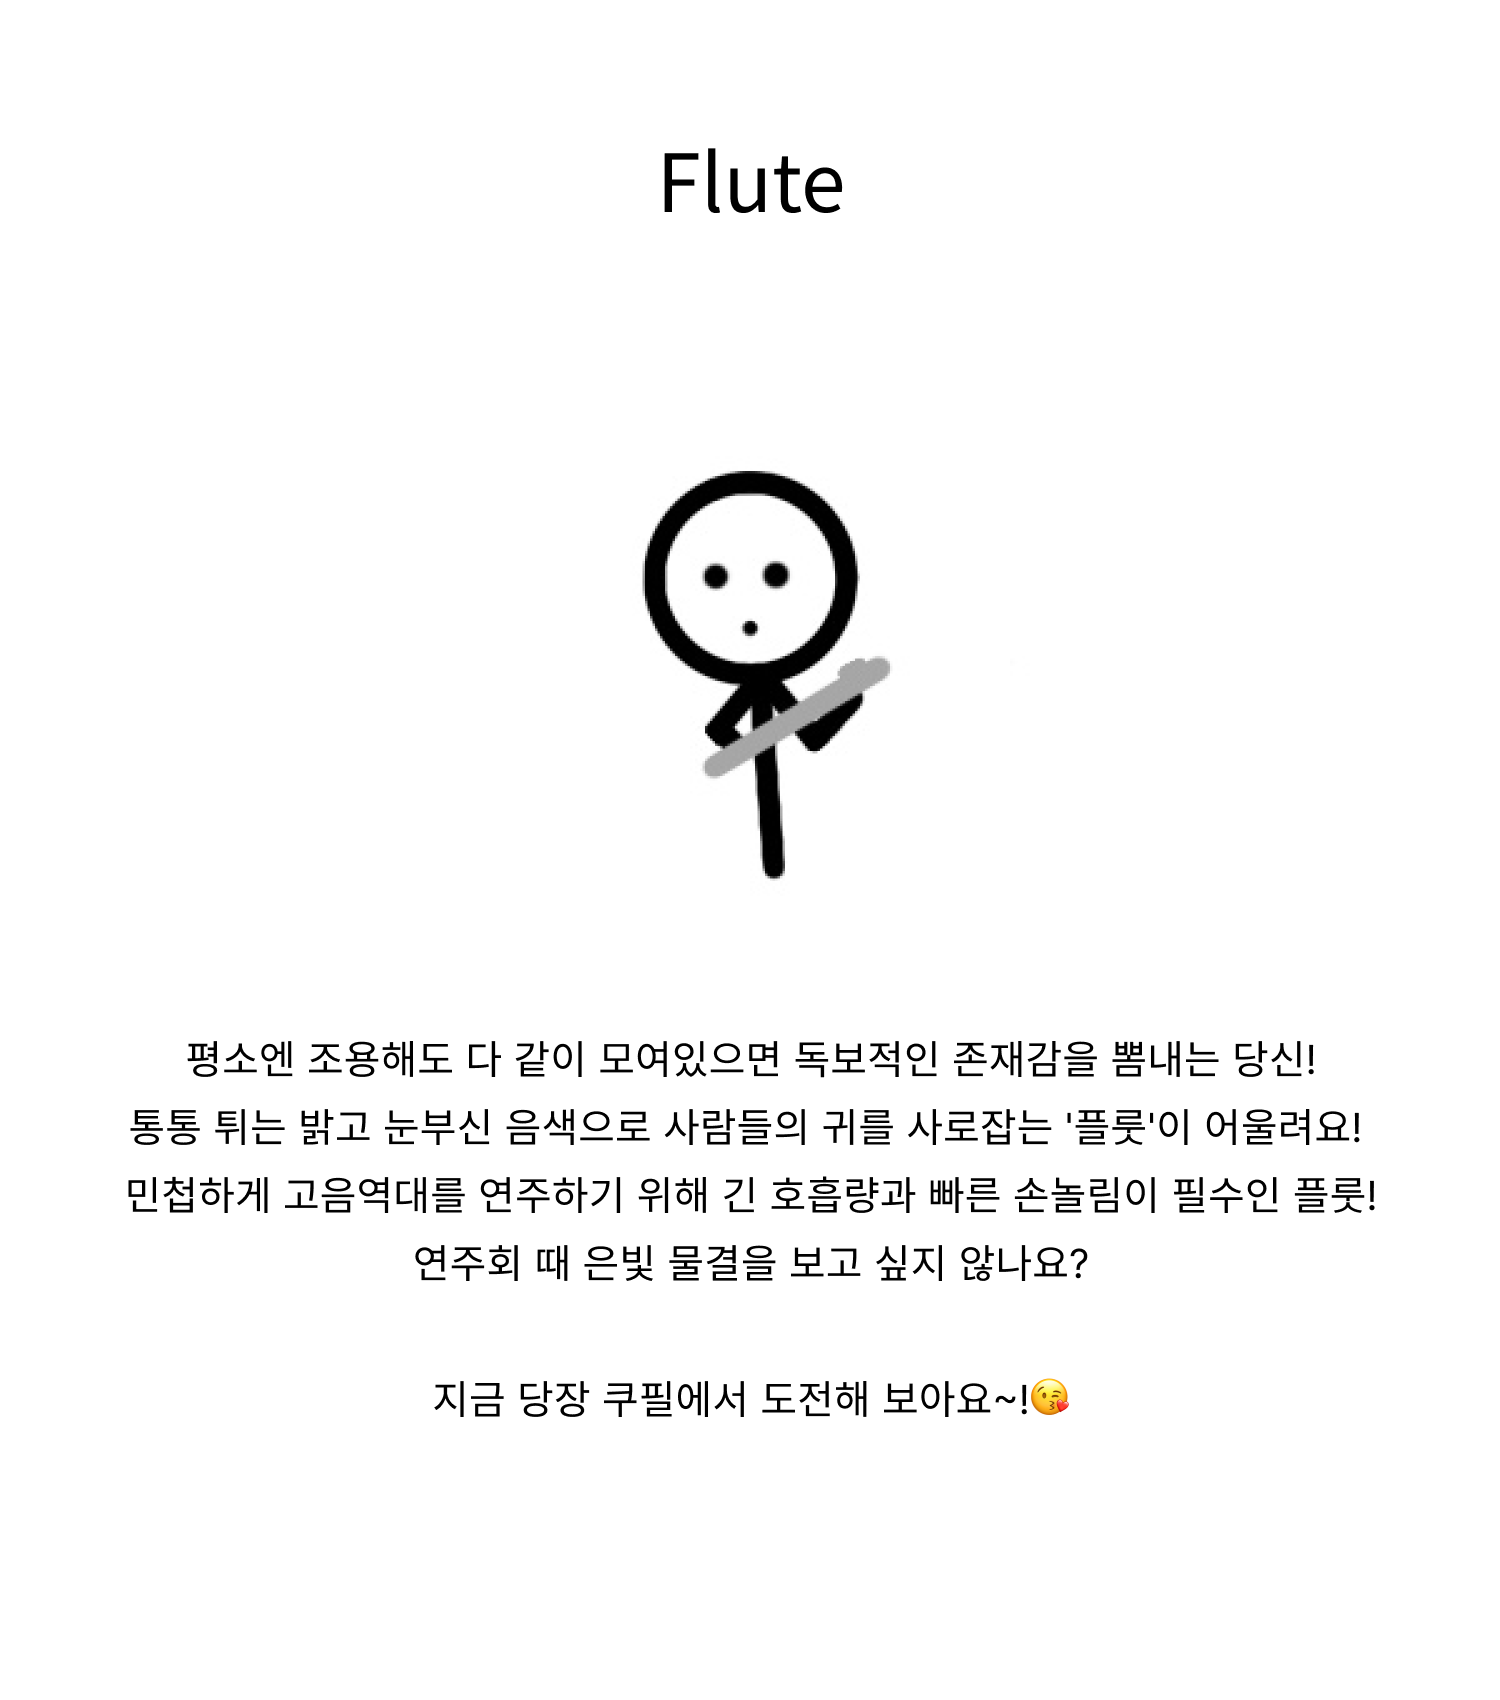 Flute
평소엔 조용해도 다 같이 모여있으면 독보적인 존재감을 뽐내는 당신!
통통 튀는 밝고 눈부신 음색으로 사람들의 귀를 사로잡는 '플룻'이 어울려요!
민첩하게 고음역대를 연주하기 위해 긴 호흡량과 빠른 손놀림이 필수인 플룻!
연주회 때 은빛 물결을 보고 싶지 않나요?
지금 당장 쿠필에서 도전해 보아요~!😘